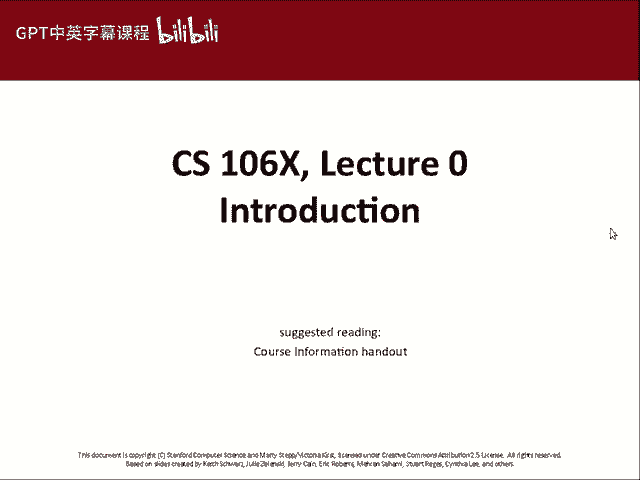 GPT中英字幕课程 bilibili
CS 106X, Lecture 0
Introduction
suggested reading:
Course Information handout
This document is copyright (C) Stanford Computer Science and Marty Stepp/Victoria Kirst, licensed under Creative Commons Attribution 2.5 License. All rights reserved.
Based on slides created by Keith Schwarz, Julie Zelenski, Jerry Cain, Eric Roberts, Mehran Sahami, Stuart Reges, Cynthia Lee, and others.